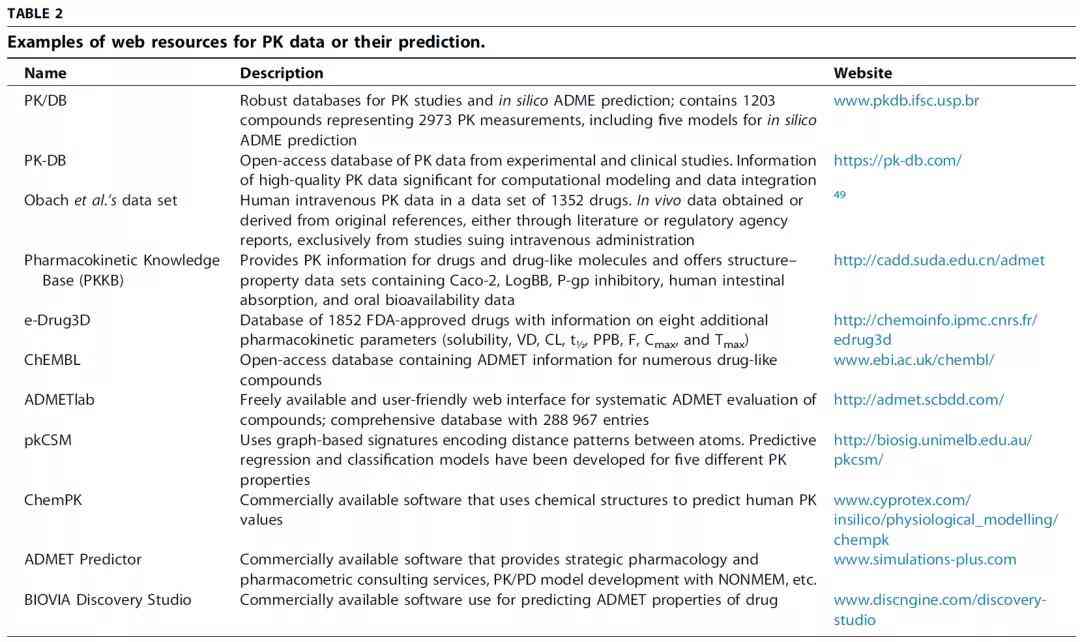 TABLE 2
Examples of web resources for PK data or their prediction.
Name Description Website
PK/DB Robust databases for PK studies and in silico ADME prediction; contains 1203 www.pkdb.ifsc.usp.br
compounds representing 2973 PK measurements, including five models for in silico
ADME prediction
PK-DB Open-access database of PK data from experimental and clinical studies. Information https://pk-db.com/
of high-quality PK data significant for computational modeling and data integration
Obach et al.’s data set Human intravenous PK data in a data set of 1352 drugs. In vivo data obtained or 49
derived from original references, either through literature or regulatory agency
reports, exclusively from studies suing intravenous administration
Pharmacokinetic Knowledge Provides PK information for drugs and drug-like molecules and offers structure– http://cadd.suda.edu.cn/admet
Base (PKKB) property data sets containing Caco-2, LogBB, P-gp inhibitory, human intestinal
absorption, and oral bioavailability data
e-Drug3D Database of 1852 FDA-approved drugs with information on eight additional http://chemoinfo.ipmc.cnrs.fr/
pharmacokinetic parameters (solubility, VD, CL, t½, PPB, F, Cmax, and Tmax) edrug3d
ChEMBL Open-access database containing ADMET information for numerous drug-like www.ebi.ac.uk/chembl/
compounds
ADMETlab Freely available and user-friendly web interface for systematic ADMET evaluation of http://admet.scbdd.com/
compounds; comprehensive database with 288 967 entries
pkCSM Uses graph-based signatures encoding distance patterns between atoms. Predictive http://biosig.unimelb.edu.au/
regression and classification models have been developed for five different PK pkcsm/
properties
ChemPK Commercially available software that uses chemical structures to predict human PK www.cyprotex.com/
values insilico/physiological_modelling/
chempk
ADMET Predictor Commercially available software that provides strategic pharmacology and www.simulations-plus.com
pharmacometric consulting services, PK/PD model development with NONMEM, etc.
BIOVIA Discovery Studio Commercially available software use for predicting ADMET properties of drug www.discngine.com/discovery-
studio